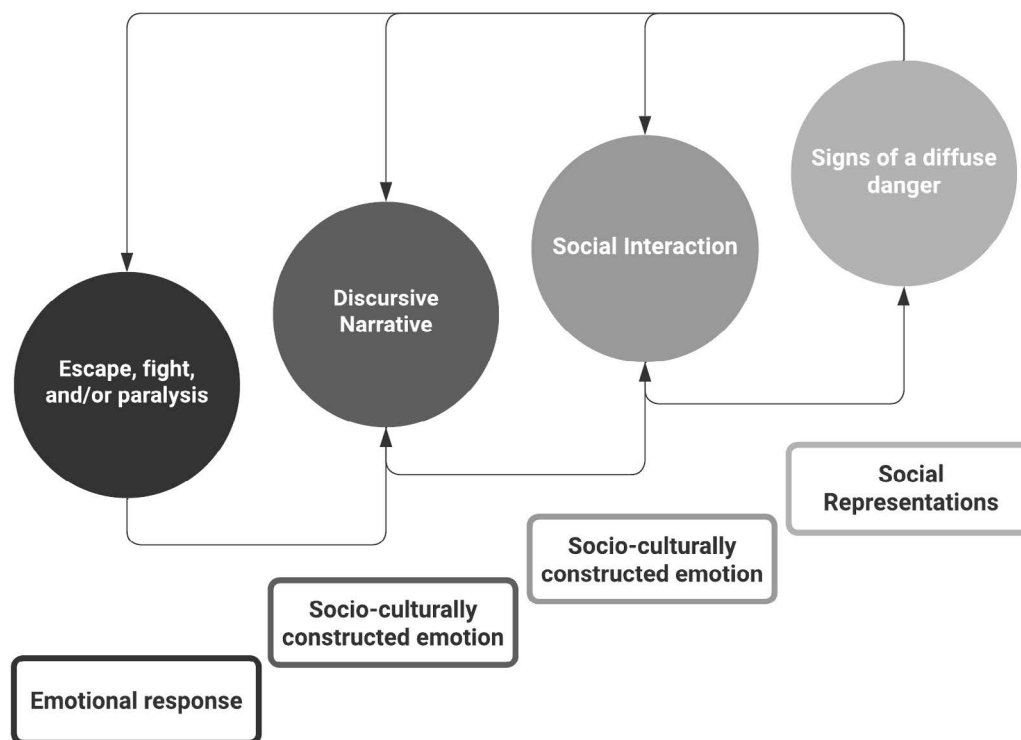 Signs of a diffuse
danger
Social Interaction
Discursive
Narrative
Escape, fight,
and/or paralysis
Social
Representations
Socio-culturally
constructed emotion
Socio-culturally
constructed emotion
Emotional response